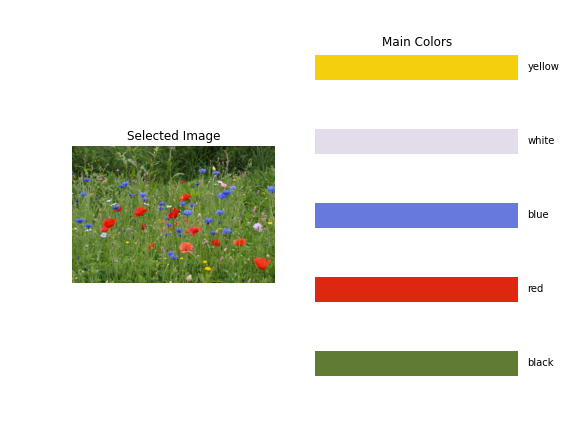 Main Colors
yellow
white
Selected Image
blue
red
black